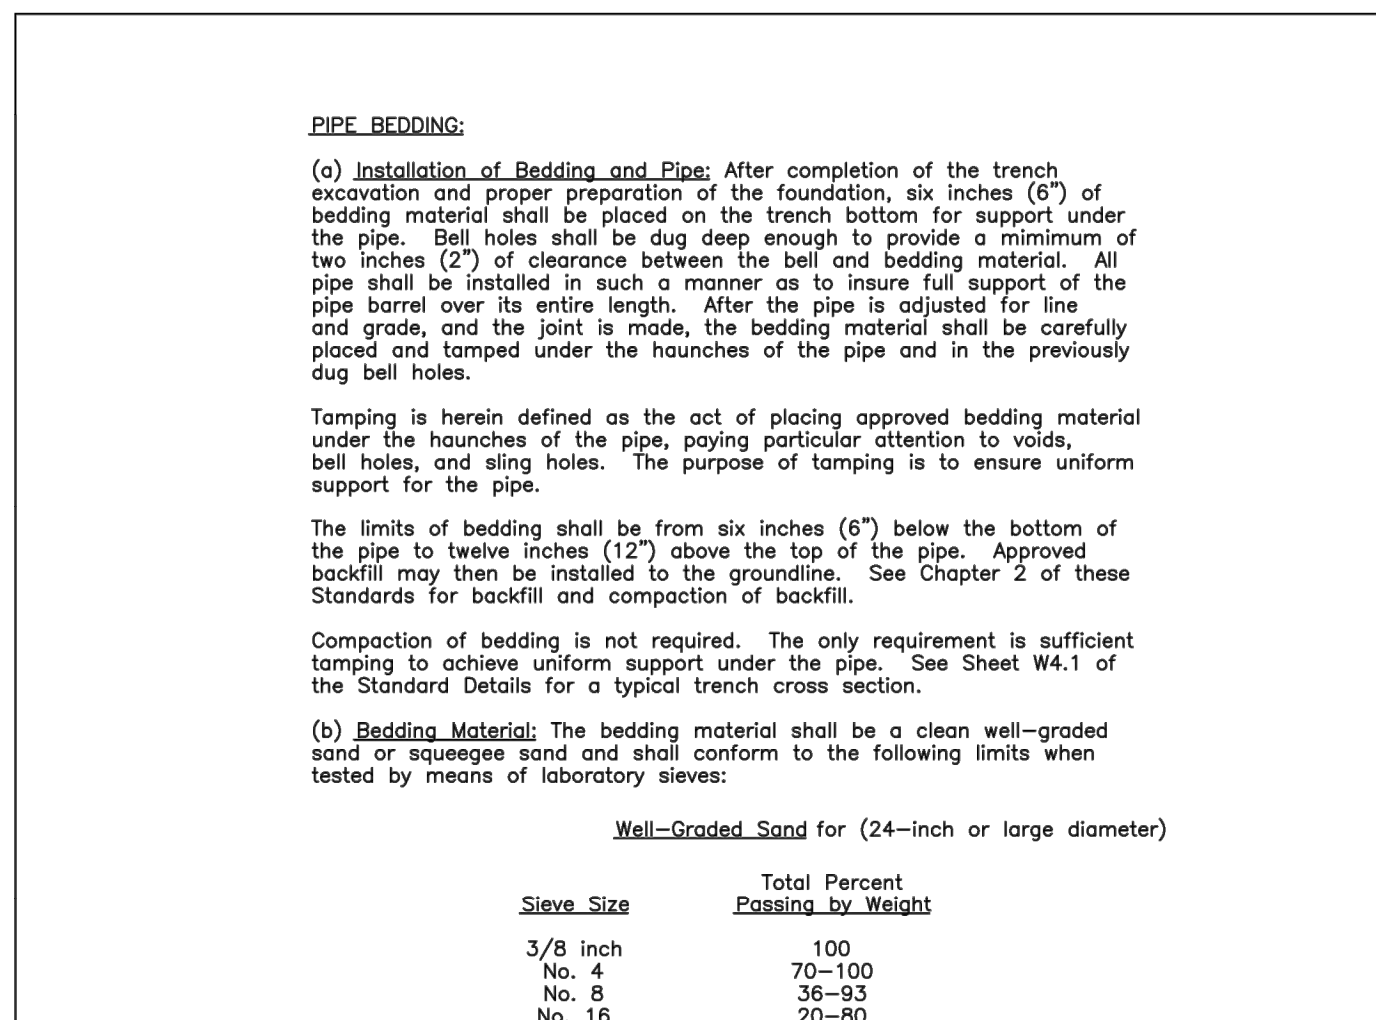 PIPE BEDDING:
(a) Installation of Bedding and Pipe: After completion of the trench
excavation and proper preparation of the foundation, six inches (6") of
bedding material shall be placed on the trench bottom for support under
the pipe. Bell holes shall be dug deep enough to provide a mimimum of
two inches (2") of clearance between the bell and bedding material. All
pipe shall be installed in such a manner as to insure full support of the
pipe barrel over its entire length. After the pipe is adjusted for line
and grade, and the joint is made, the bedding material shall be carefully
placed and tamped under the haunches of the pipe and in the previously
dug bell holes.
Tamping is herein defined as the act of placing approved bedding material
under the haunches of the pipe, paying particular attention to voids,
bell holes, and sling holes. The purpose of tamping is to ensure uniform
support for the pipe.
The limits of bedding shall be from six inches (6") below the bottom of
the pipe to twelve inches (12") above the top of the pipe. Approved
backfill may then be installed to the groundline. See Chapter 2 of these
Standards for backfill and compaction of backfill.
Compaction of bedding is not required. The only requirement is sufficient
tamping to achieve uniform support under the pipe. See Sheet W4.1 of
the Standard Details for a typical trench cross section.
(b) Bedding Material: The bedding material shall be a clean well-graded
sand or squeegee sand and shall conform to the following limits when
tested by means of laboratory sieves:
Well-Graded Sand for (24-inch or large diameter)
Total Percent
Sieve Size Passing by Weight
3/8 inch 100
No. 4 70-100
No. 8 36-93
No. 16 20-80